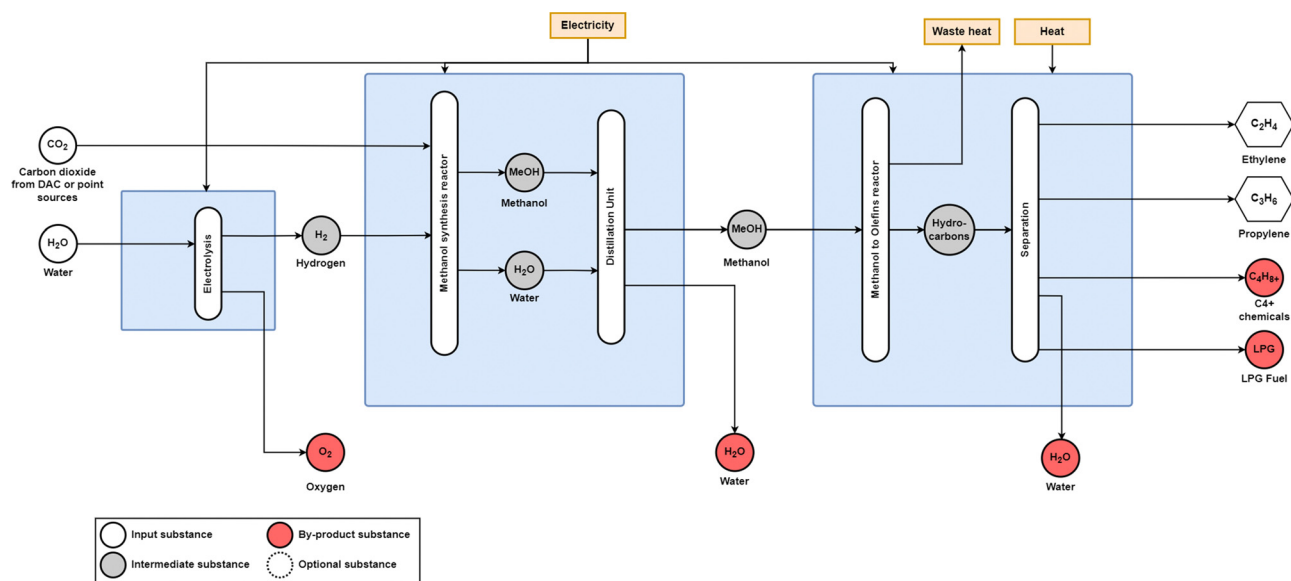 Electricity
Waste heat
Heat
CO₂
Carbon dioxide
from DAC or point
sources
H₂O
Water
Electrolysis
H₂
Hydrogen
O₂
Oxygen
Methanol synthesis reactor
MeOH
Methanol
H₂O
Water
Distillation Unit
MeOH
Methanol
H₂O
Water
Methanol to Olefins reactor
Hydro-
carbons
Separation
C₂H₄
Ethylene
C₃H₆
Propylene
C₄H₈₊
C4+
chemicals
LPG
LPG Fuel
H₂O
Water
Input substance
By-product substance
Intermediate substance
Optional substance